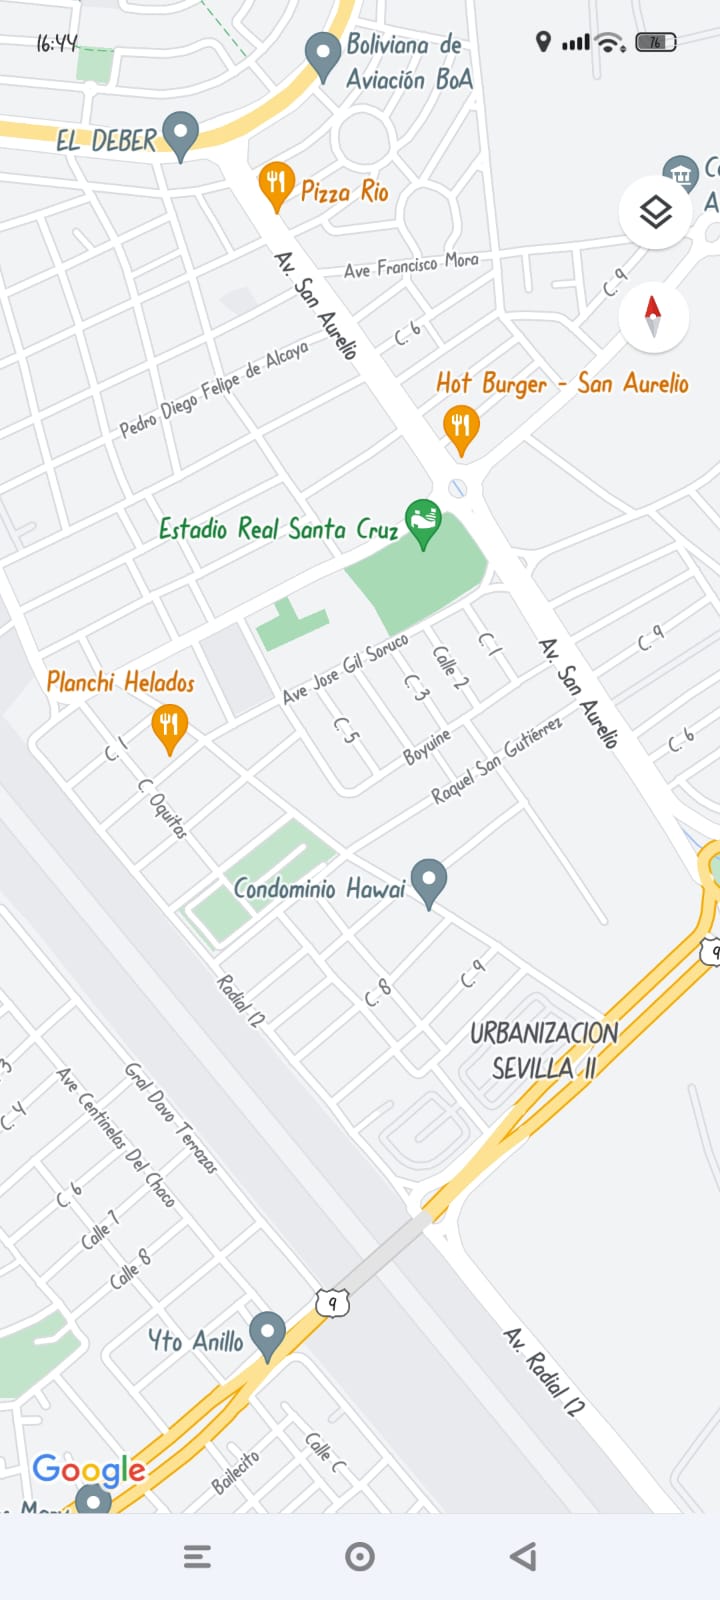 16:44
76
Boliviana de
Aviación BoA
EL DEBER
Pizza Rio
Ave Francisco Mora
C. 9
Av. San Aurelio
C. 6
Pedro Diego Felipe de Alcaya
Hot Burger - San Aurelio
Estadio Real Santa Cruz
C. 9
C. 1
Calle 2
Ave Jose Gil Soruco
C. 3
Av. San Aurelio
Planchi Helados
C. 5
Boyuine
C. 6
C. 1
Raquel San Gutiérrez
C. Oquitas
Condominio Hawai
9
C. 9
C. 8
Radial 12
URBANIZACION
SEVILLA II
C. 4
Gral Davo Terrazas
Ave Centinelas Del Chaco
C. 6
Calle 7
Calle 8
9
4to Anillo
Av. Radial 12
Calle C
Bailecito
Google